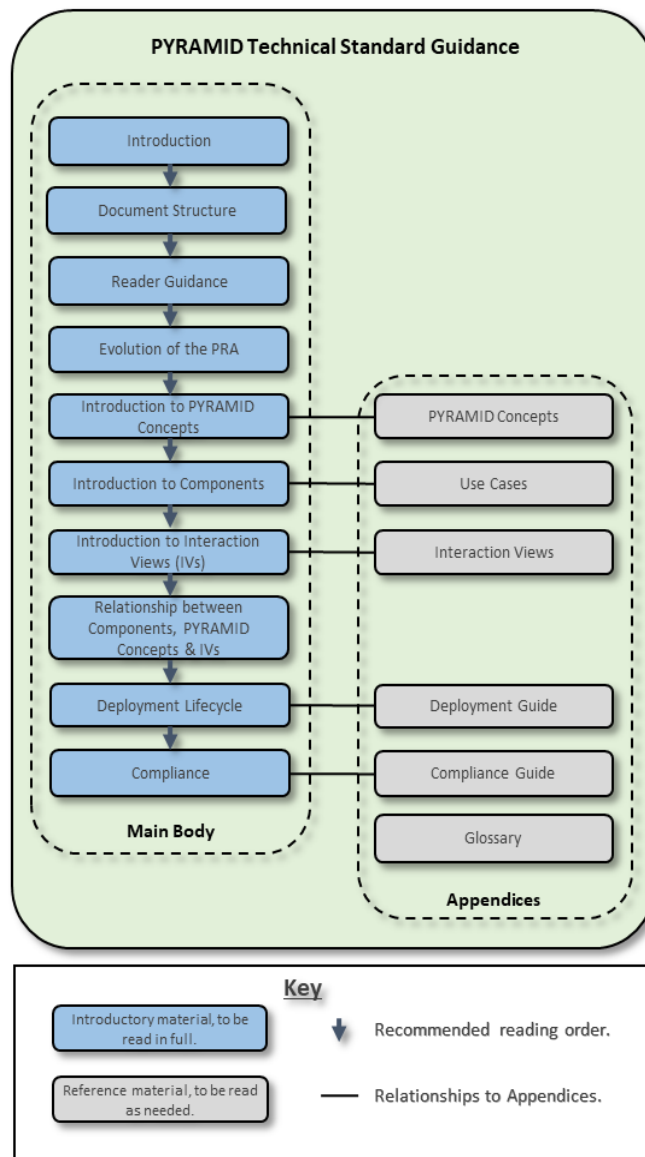 PYRAMID Technical Standard Guidance
Introduction
Document Structure
Reader Guidance
Evolution of the PRA
Introduction to PYRAMID
Concepts
PYRAMID Concepts
Introduction to Components
Use Cases
Introduction to Interaction
Views (IVs)
Interaction Views
Relationship between
Components, PYRAMID
Concepts & IVs
Deployment Lifecycle
Deployment Guide
Compliance
Compliance Guide
Main Body
Glossary
Appendices
Key
Introductory material, to be
read in full.
Recommended reading order.
Reference material, to be read
as needed.
Relationships to Appendices.